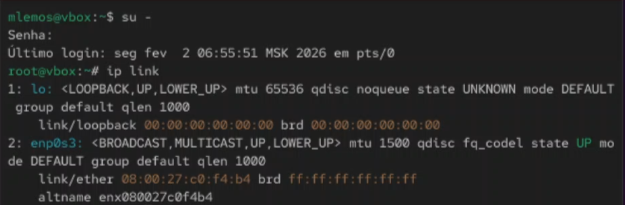 mlemos@vbox:~$ su -
Senha:
Último login: seg fev  2 06:55:51 MSK 2026 em pts/0
root@vbox:~# ip link
1: lo: <LOOPBACK,UP,LOWER_UP> mtu 65536 qdisc noqueue state UNKNOWN mode DEFAULT
 group default qlen 1000
    link/loopback 00:00:00:00:00:00 brd 00:00:00:00:00:00
2: enp0s3: <BROADCAST,MULTICAST,UP,LOWER_UP> mtu 1500 qdisc fq_codel state UP mo
de DEFAULT group default qlen 1000
    link/ether 08:00:27:c0:f4:b4 brd ff:ff:ff:ff:ff:ff
    altname enx080027c0f4b4